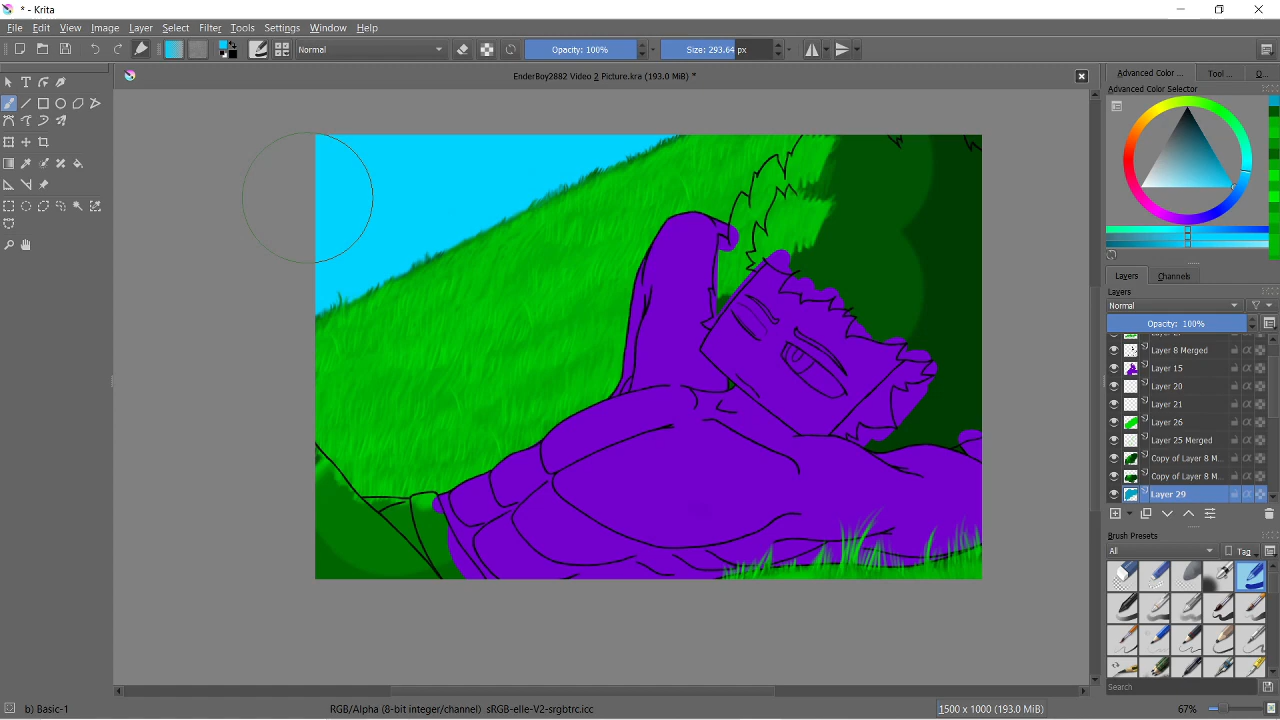 * - Krita
File Edit View Image Layer Select Filter Tools Settings Window Help
Normal Opacity: 100% Size: 293.64 px
EnderBoy2882 Video 2 Picture.kra (193.0 MiB) *
Advanced Color ... Tool ... O...
Advanced Color Selector
Layers Channels
Layers
Normal
Opacity: 100%
Layer 8 Merged
Layer 15
Layer 20
Layer 21
Layer 26
Layer 25 Merged
Copy of Layer 8 M...
Copy of Layer 8 M...
Layer 29
Brush Presets
All Tag
Search
b) Basic-1 RGB/Alpha (8-bit integer/channel) sRGB-elle-V2-srgbtrc.icc 1500 x 1000 (193.0 MiB) 67%